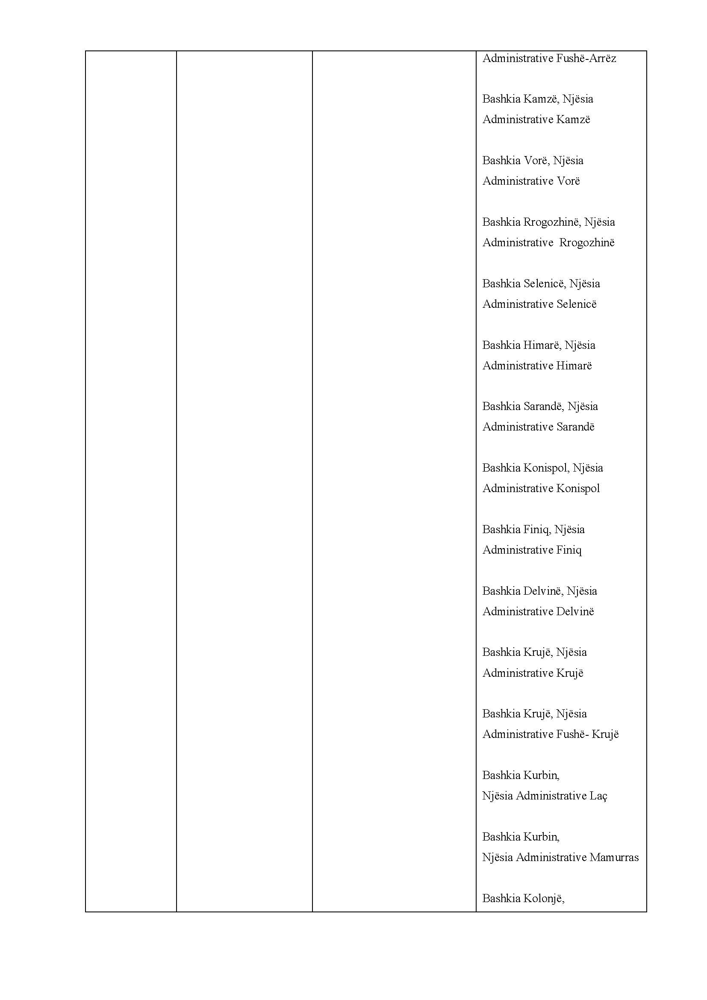 Administrative Fushë-Arrëz
Bashkia Kamzë, Njësia
Administrative Kamzë
Bashkia Vorë, Njësia
Administrative Vorë
Bashkia Rrogozhinë, Njësia
Administrative  Rrogozhinë
Bashkia Selenicë, Njësia
Administrative Selenicë
Bashkia Himarë, Njësia
Administrative Himarë
Bashkia Sarandë, Njësia
Administrative Sarandë
Bashkia Konispol, Njësia
Administrative Konispol
Bashkia Finiq, Njësia
Administrative Finiq
Bashkia Delvinë, Njësia
Administrative Delvinë
Bashkia Krujë, Njësia
Administrative Krujë
Bashkia Krujë, Njësia
Administrative Fushë- Krujë
Bashkia Kurbin,
Njësia Administrative Laç
Bashkia Kurbin,
Njësia Administrative Mamurras
Bashkia Kolonjë,